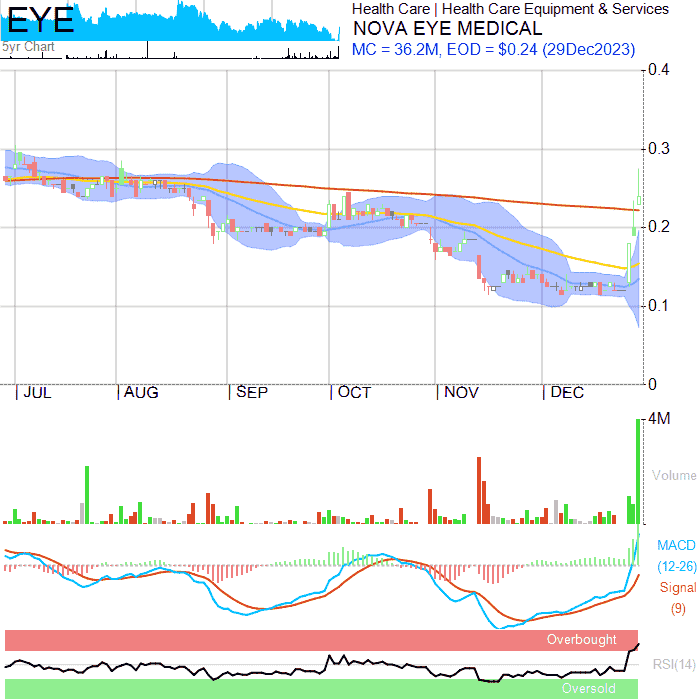 EYE
5yr Chart
Health Care | Health Care Equipment & Services
NOVA EYE MEDICAL
MC = 36.2M, EOD = $0.24 (29Dec2023)
0.4
0.3
0.2
0.1
0
JUL AUG SEP OCT NOV DEC
4M
Volume
MACD
(12-26)
Signal
(9)
Overbought
RSI(14)
Oversold